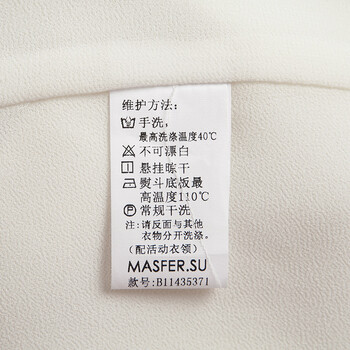 维护方法：
手洗，
最高洗涤温度40℃
不可漂白
悬挂晾干
熨斗底板最
高温度110℃
常规干洗
注：请反面与其他
衣物分开洗涤。
（配活动衣领）
MASFER.SU
款号：B11435371